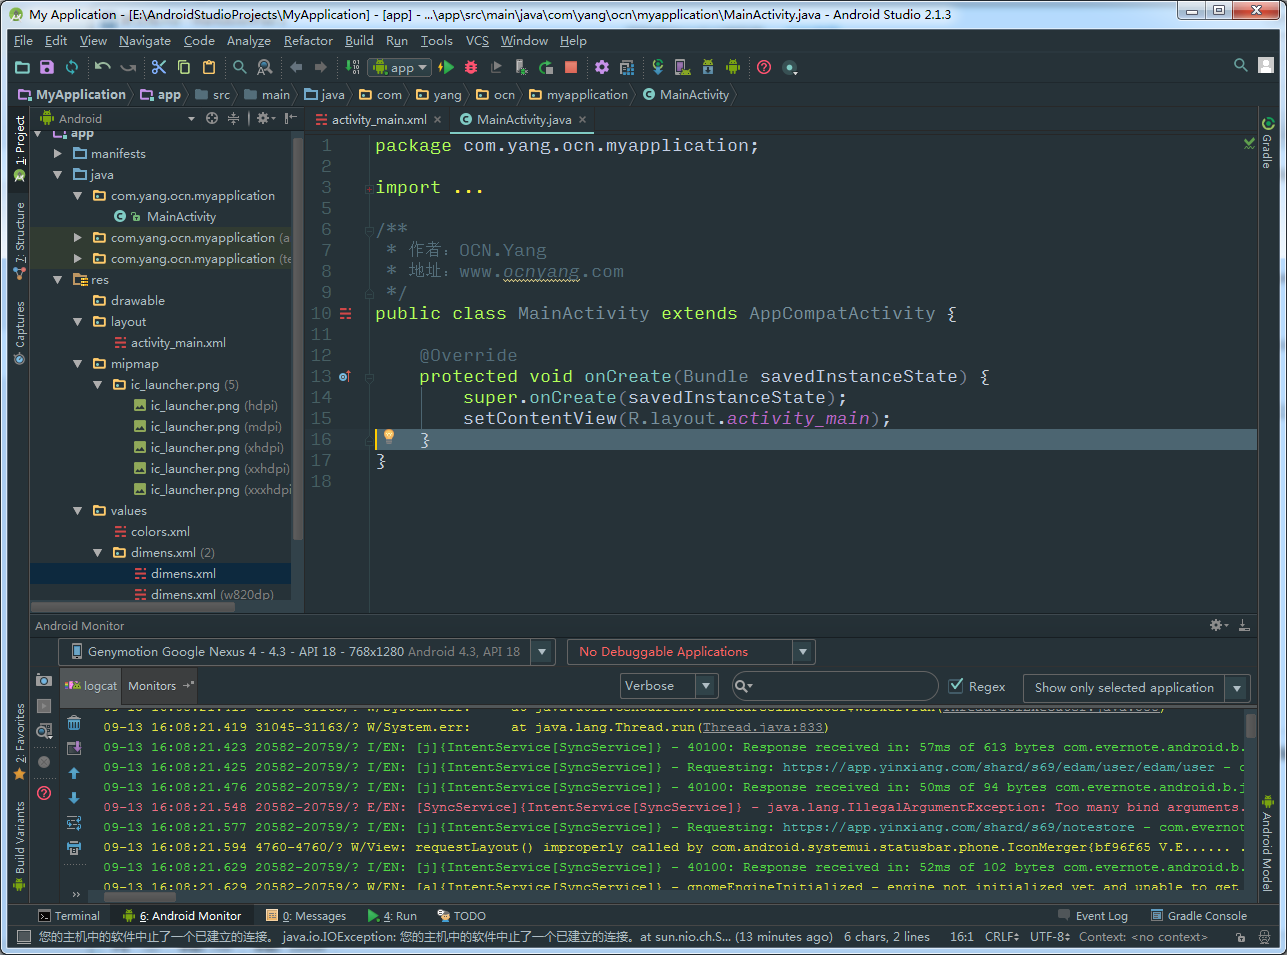 My Application - [E:\AndroidStudioProjects\MyApplication] - [app] - ...\app\src\main\java\com\yang\ocn\myapplication\MainActivity.java - Android Studio 2.1.3
File Edit View Navigate Code Analyze Refactor Build Run Tools VCS Window Help
app
MyApplication app src main java com yang ocn myapplication MainActivity
Android
activity_main.xml
MainActivity.java
1: Project
7: Structure
Captures
2: Favorites
Build Variants
Gradle
Android Model
app
manifests
java
com.yang.ocn.myapplication
MainActivity
com.yang.ocn.myapplication (a
com.yang.ocn.myapplication (te
res
drawable
layout
activity_main.xml
mipmap
ic_launcher.png (5)
ic_launcher.png (hdpi)
ic_launcher.png (mdpi)
ic_launcher.png (xhdpi)
ic_launcher.png (xxhdpi)
ic_launcher.png (xxxhdpi
values
colors.xml
dimens.xml (2)
dimens.xml
dimens.xml (w820dp)
1 package com.yang.ocn.myapplication;
2
3 import ...
5
6 /**
7 * 作者：OCN.Yang
8 * 地址：www.ocnyang.com
9 */
10 public class MainActivity extends AppCompatActivity {
11
12 @Override
13 protected void onCreate(Bundle savedInstanceState) {
14 super.onCreate(savedInstanceState);
15 setContentView(R.layout.activity_main);
16 }
17 }
18
Android Monitor
Genymotion Google Nexus 4 - 4.3 - API 18 - 768x1280 Android 4.3, API 18
No Debuggable Applications
logcat Monitors
Verbose
Regex
Show only selected application
09-13 16:08:21.419 31045-31163/? W/System.err: at java.lang.Thread.run(Thread.java:833)
09-13 16:08:21.423 20582-20759/? I/EN: [j]{IntentService[SyncService]} - 40100: Response received in: 57ms of 613 bytes com.evernote.android.b.
09-13 16:08:21.425 20582-20759/? I/EN: [j]{IntentService[SyncService]} - Requesting: https://app.yinxiang.com/shard/s69/edam/user/edam/user - c
09-13 16:08:21.476 20582-20759/? I/EN: [j]{IntentService[SyncService]} - 40100: Response received in: 50ms of 94 bytes com.evernote.android.b.j
09-13 16:08:21.548 20582-20759/? E/EN: [SyncService]{IntentService[SyncService]} - java.lang.IllegalArgumentException: Too many bind arguments.
09-13 16:08:21.577 20582-20759/? I/EN: [j]{IntentService[SyncService]} - Requesting: https://app.yinxiang.com/shard/s69/notestore - com.evernot
09-13 16:08:21.594 4760-4760/? W/View: requestLayout() improperly called by com.android.systemui.statusbar.phone.IconMerger{bf96f65 V.E...... .
09-13 16:08:21.629 20582-20759/? I/EN: [j]{IntentService[SyncService]} - 40100: Response received in: 52ms of 102 bytes com.evernote.android.b.
09-13 16:08:21.629 20582-20759/? W/EN: [a]{IntentService[SyncService]} - gnomeEngineInitialized - engine not initialized yet and unable to get
Terminal 6: Android Monitor 0: Messages 4: Run TODO Event Log Gradle Console
您的主机中的软件中止了一个已建立的连接。 java.io.IOException: 您的主机中的软件中止了一个已建立的连接。 at sun.nio.ch.S... (13 minutes ago) 6 chars, 2 lines 16:1 CRLF UTF-8 Context: <no context>